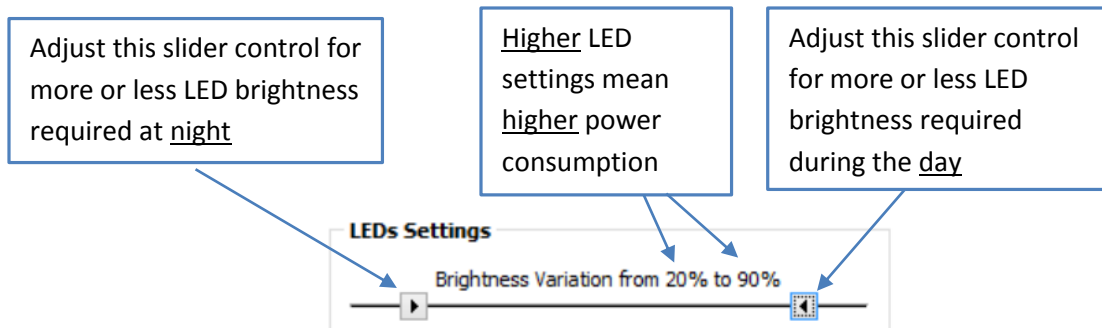 Adjust this slider control for
more or less LED brightness
required at night
Higher LED
settings mean
higher power
consumption
Adjust this slider control
for more or less LED
brightness required
during the day
LEDs Settings
Brightness Variation from 20% to 90%